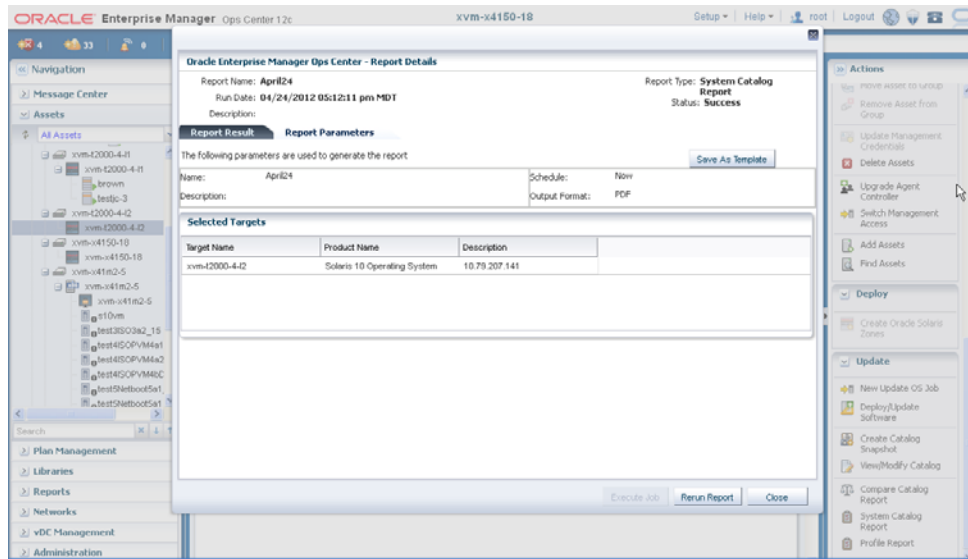 ORACLE Enterprise Manager Ops Center 12c
xvm-x4150-18
Setup Help root Logout
4 33 0
Navigation
Message Center
Assets
All Assets
xvm-t2000-4-l1
xvm-t2000-4-l1
brown
testjc-3
xvm-t2000-4-l2
xvm-t2000-4-l2
xvm-x4150-18
xvm-x4150-18
xvm-x41m2-5
xvm-x41m2-5
xvm-x41m2-5
s10vm
test3ISO3a2_15
test4ISOPVM4a1
test4ISOPVM4a2
test4ISOPVM4bC
test5Netboot5a1_
test5Netboot5a1
Search
Plan Management
Libraries
Reports
Networks
vDC Management
Administration
Oracle Enterprise Manager Ops Center - Report Details
Report Name: April24
Run Date: 04/24/2012 05:12:11 pm MDT
Description:
Report Type: System Catalog
Report
Status: Success
Report Result Report Parameters
The following parameters are used to generate the report
Save As Template
Name: April24 Schedule: Now
Description: Output Format: PDF
Selected Targets
Target Name Product Name Description
xvm-t2000-4-l2 Solaris 10 Operating System 10.79.207.141
Execute Job Rerun Report Close
Actions
Move Asset to Group
Remove Asset from
Group
Update Management
Credentials
Delete Assets
Upgrade Agent
Controller
Switch Management
Access
Add Assets
Find Assets
Deploy
Create Oracle Solaris
Zones
Update
New Update OS Job
Deploy/Update
Software
Create Catalog
Snapshot
View/Modify Catalog
Compare Catalog
Report
System Catalog
Report
Profile Report